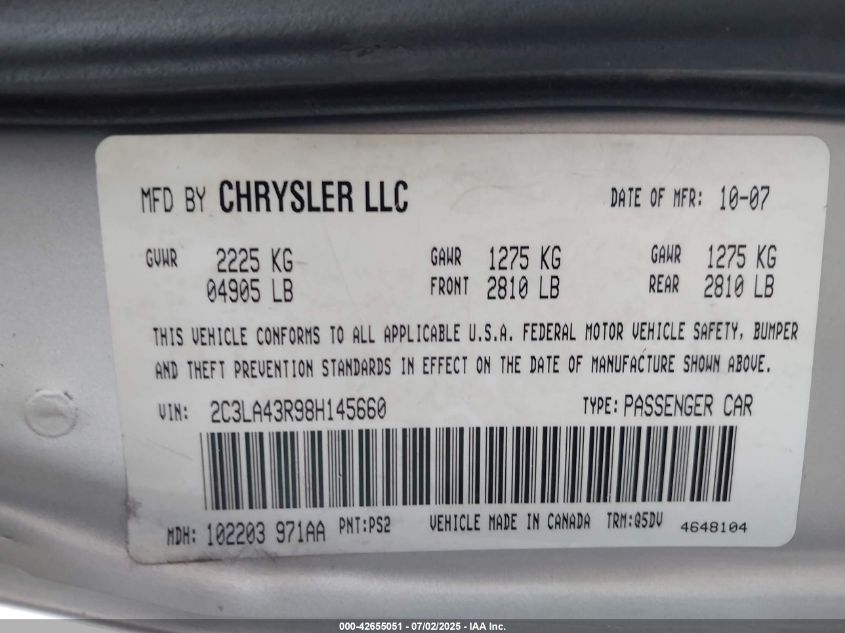 MFD BY CHRYSLER LLC DATE OF MFR: 10-07
GVWR 2225 KG GAWR 1275 KG GAWR 1275 KG
04905 LB FRONT 2810 LB REAR 2810 LB
THIS VEHICLE CONFORMS TO ALL APPLICABLE U.S.A. FEDERAL MOTOR VEHICLE SAFETY, BUMPER
AND THEFT PREVENTION STANDARDS IN EFFECT ON THE DATE OF MANUFACTURE SHOWN ABOVE.
VIN: 2C3LA43R98H145660 TYPE: PASSENGER CAR
MDH: 102203 971AA PNT:PS2 VEHICLE MADE IN CANADA TRM:Q5DV 4648104
000-42655051 - 07/02/2025 - IAA Inc.